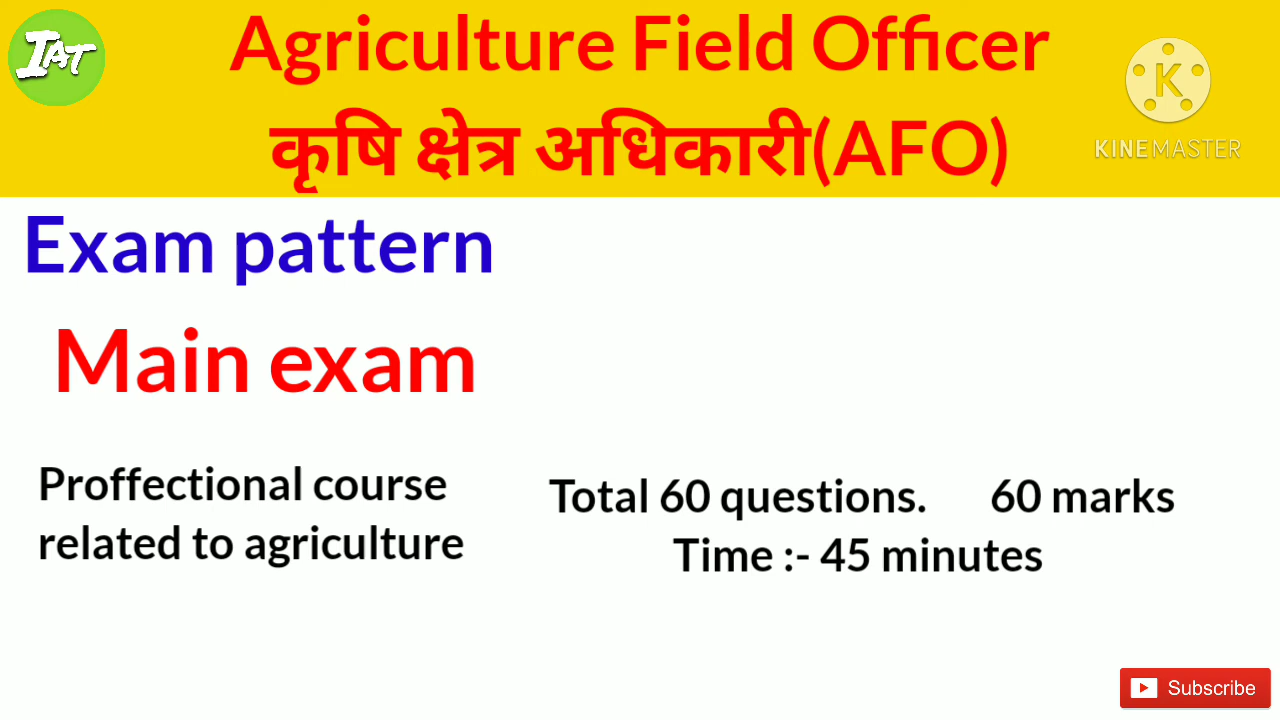 IAT
Agriculture Field Officer
कृषि क्षेत्र अधिकारी(AFO)
K
KINEMASTER
Exam pattern
Main exam
Proffectional course
related to agriculture
Total 60 questions. 60 marks
Time :- 45 minutes
Subscribe